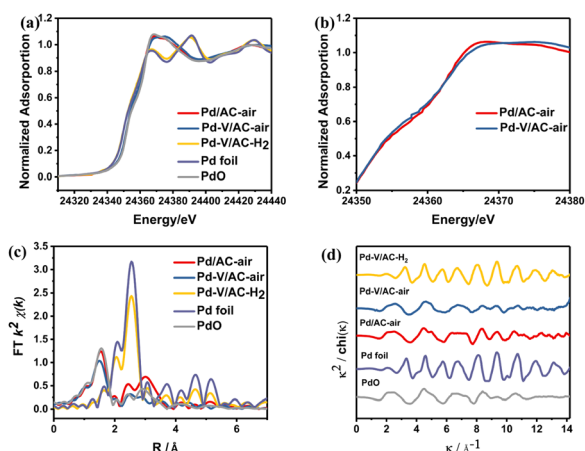 (a)
Normalized Adsorportion
1.2
1.0
0.8
0.6
0.4
0.2
0.0
Pd/AC-air
Pd-V/AC-air
Pd-V/AC-H2
Pd foil
PdO
24320 24340 24360 24380 24400 24420 24440
Energy/eV
(b)
Normalized Adsorportion
1.2
1.0
0.8
0.6
0.4
0.2
Pd/AC-air
Pd-V/AC-air
24350 24360 24370 24380
Energy/eV
(c)
FT k² χ(k)
3.5
3.0
2.5
2.0
1.5
1.0
0.5
0.0
Pd/AC-air
Pd-V/AC-air
Pd-V/AC-H2
Pd foil
PdO
0 2 4 6
R /Å
(d)
κ² / chi(κ)
Pd-V/AC-H2
Pd-V/AC-air
Pd/AC-air
Pd foil
PdO
0 2 4 6 8 10 12 14
κ / Å⁻¹